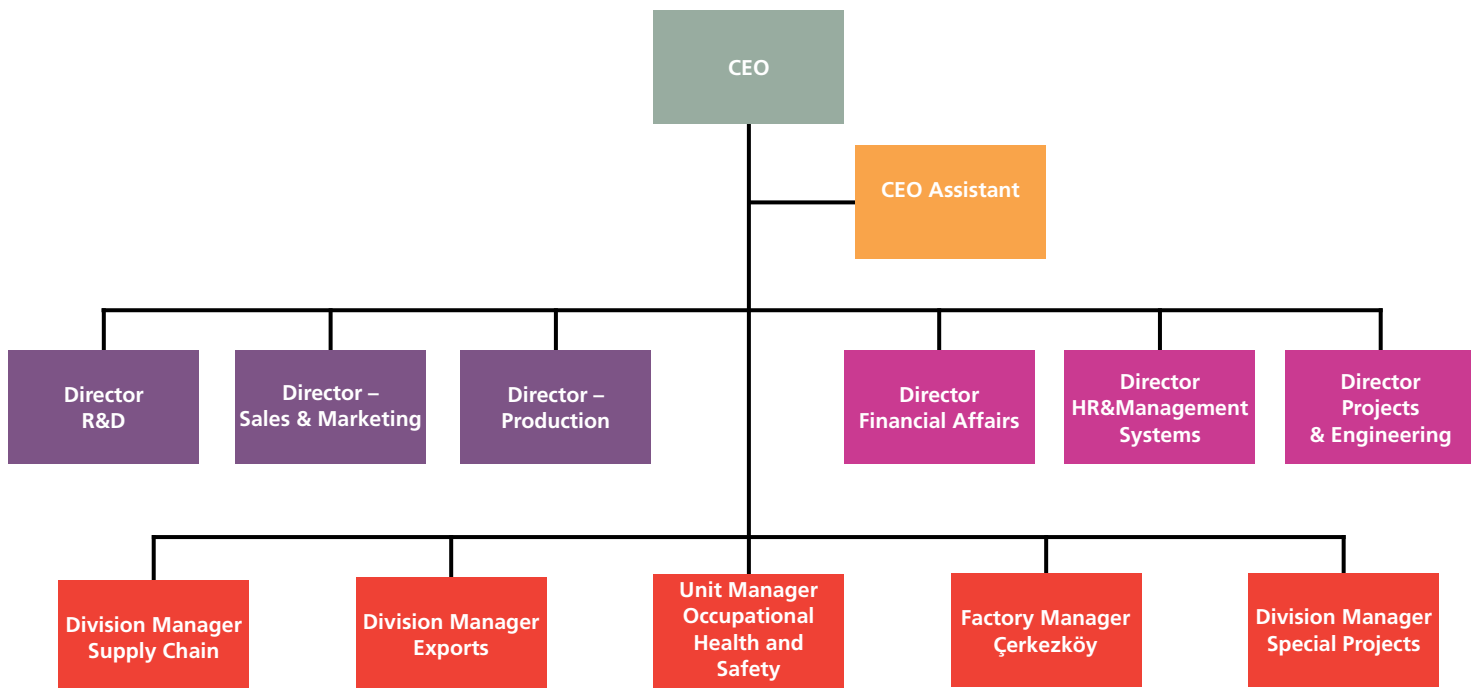 CEO
CEO Assistant
Director
R&D
Director –
Sales & Marketing
Director –
Production
Director
Financial Affairs
Director
HR&Management
Systems
Director
Projects
& Engineering
Division Manager
Supply Chain
Division Manager
Exports
Unit Manager
Occupational
Health and
Safety
Factory Manager
Çerkezköy
Division Manager
Special Projects